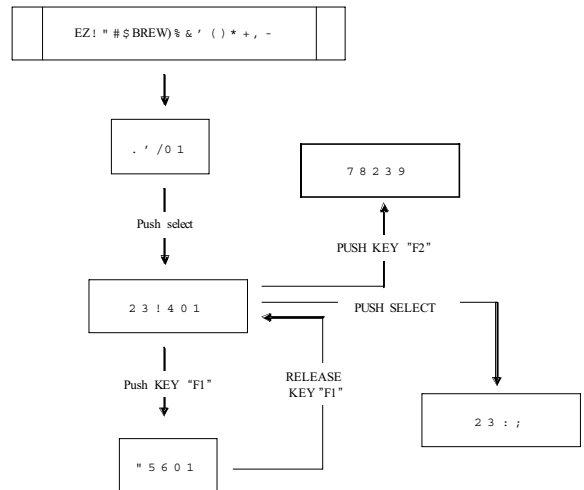 EZ! " # $ BREW) % & ' ( ) * + , -
. ' / 0 1
7 8 2 3 9
Push select
PUSH KEY "F2"
2 3 ! 4 0 1
PUSH SELECT
Push KEY "F1"
RELEASE
KEY "F1"
2 3 : ;
" 5 6 0 1